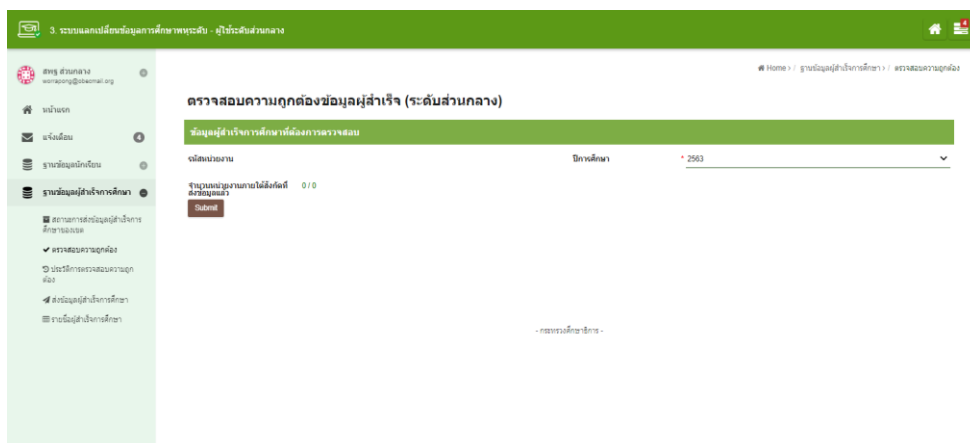 3. ระบบแลกเปลี่ยนข้อมูลการศึกษาพหุระดับ - ผู้ใช้ระดับส่วนกลาง
4
สพฐ ส่วนกลาง
Home > / ฐานข้อมูลผู้สำเร็จการศึกษา > / ตรวจสอบความถูกต้อง
หน้าแรก
แจ้งเตือน
ฐานข้อมูลนักเรียน
ฐานข้อมูลผู้สำเร็จการศึกษา
สถานะการส่งข้อมูลผู้สำเร็จการ
ศึกษาของเขต
ตรวจสอบความถูกต้อง
ประวัติการตรวจสอบความถูก
ต้อง
ส่งข้อมูลผู้สำเร็จการศึกษา
รายชื่อผู้สำเร็จการศึกษา
ตรวจสอบความถูกต้องข้อมูลผู้สำเร็จ (ระดับส่วนกลาง)
ข้อมูลผู้สำเร็จการศึกษาที่ต้องการตรวจสอบ
รหัสหน่วยงาน
ปีการศึกษา * 2563
จำนวนหน่วยงานภายใต้สังกัดที่ 0 / 0
ส่งข้อมูลแล้ว
Submit
- กระทรวงศึกษาธิการ -